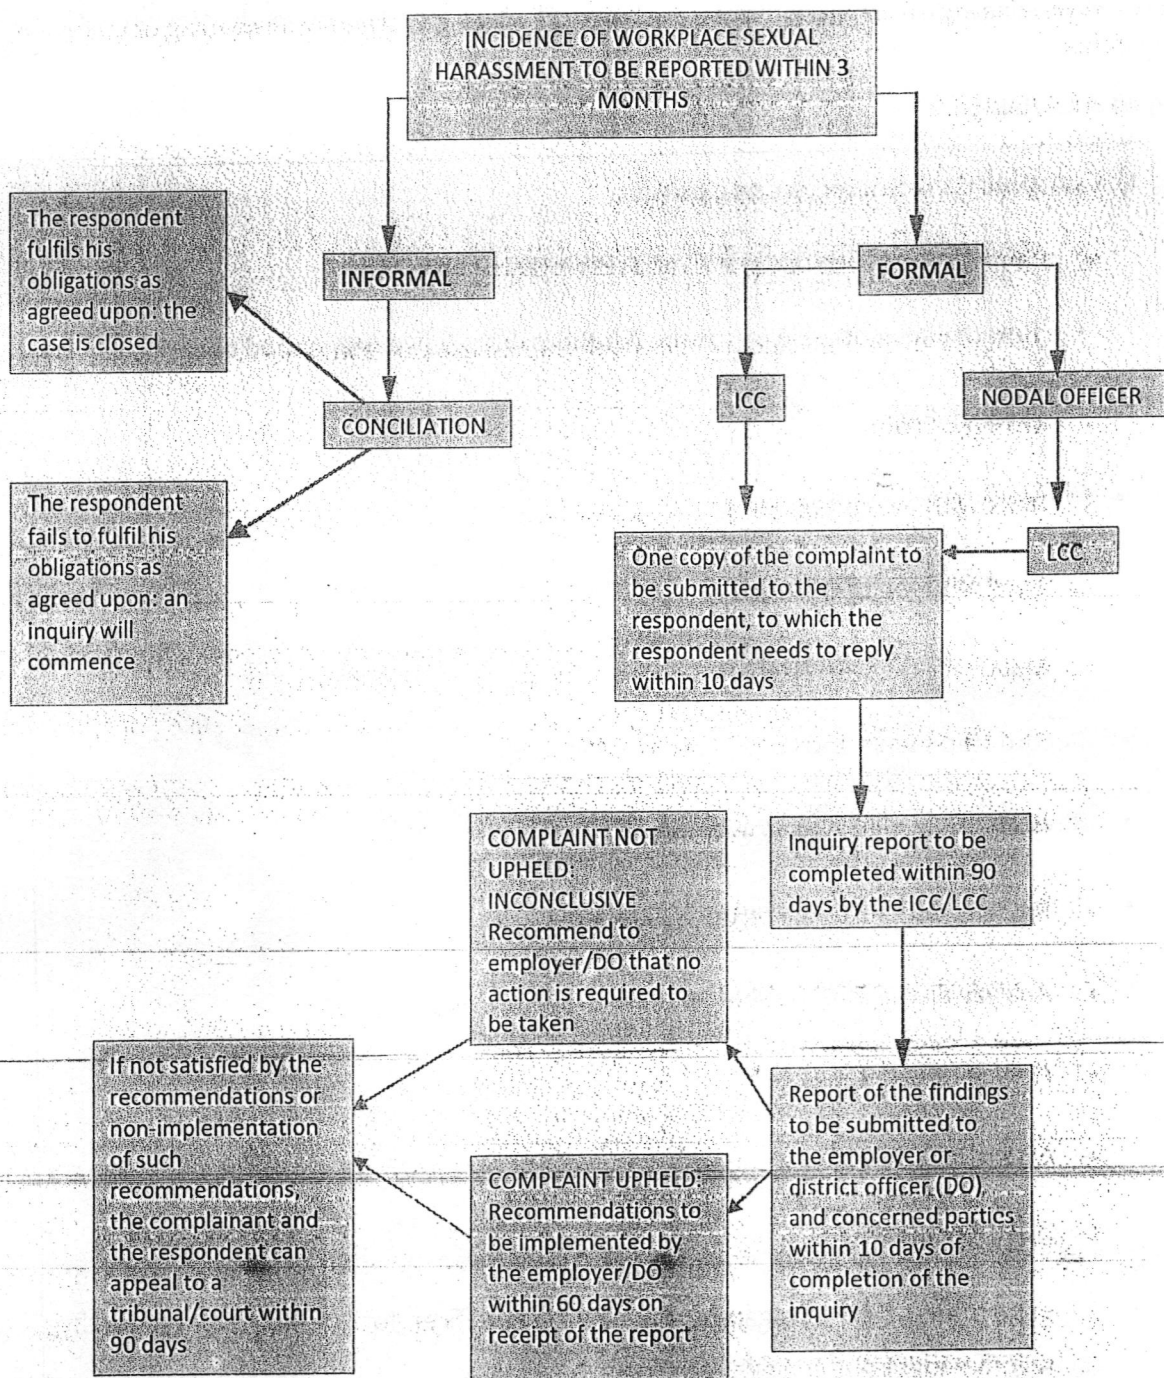 INCIDENCE OF WORKPLACE SEXUAL
HARASSMENT TO BE REPORTED WITHIN 3
MONTHS
The respondent
fulfils his
obligations as
agreed upon: the
case is closed
INFORMAL
FORMAL
CONCILIATION
ICC
NODAL OFFICER
The respondent
fails to fulfil his
obligations as
agreed upon: an
inquiry will
commence
One copy of the complaint to
be submitted to the
respondent, to which the
respondent needs to reply
within 10 days
LCC
COMPLAINT NOT
UPHELD:
INCONCLUSIVE
Recommend to
employer/DO that no
action is required to
be taken
Inquiry report to be
completed within 90
days by the ICC/LCC
If not satisfied by the
recommendations or
non-implementation
of such
recommendations,
the complainant and
the respondent can
appeal to a
tribunal/court within
90 days
COMPLAINT UPHELD:
Recommendations to
be implemented by
the employer/DO
within 60 days on
receipt of the report
Report of the findings
to be submitted to
the employer or
district officer (DO)
and concerned parties
within 10 days of
completion of the
inquiry